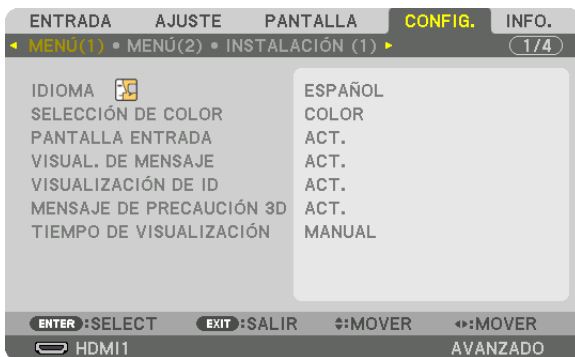 ENTRADA AJUSTE PANTALLA CONFIG. INFO.
MENÚ(1) • MENÚ(2) • INSTALACIÓN (1) 1/4
IDIOMA ESPAÑOL
SELECCIÓN DE COLOR COLOR
PANTALLA ENTRADA ACT.
VISUAL. DE MENSAJE ACT.
VISUALIZACIÓN DE ID ACT.
MENSAJE DE PRECAUCIÓN 3D ACT.
TIEMPO DE VISUALIZACIÓN MANUAL
ENTER :SELECT EXIT :SALIR :MOVER :MOVER
HDMI1 AVANZADO